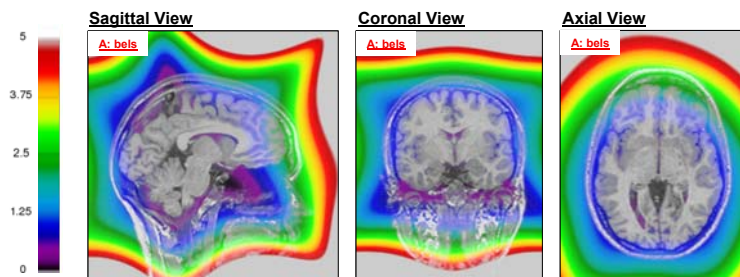 Sagittal View
Coronal View
Axial View
A: bels
A: bels
A: bels
5
3.75
2.5
1.25
0